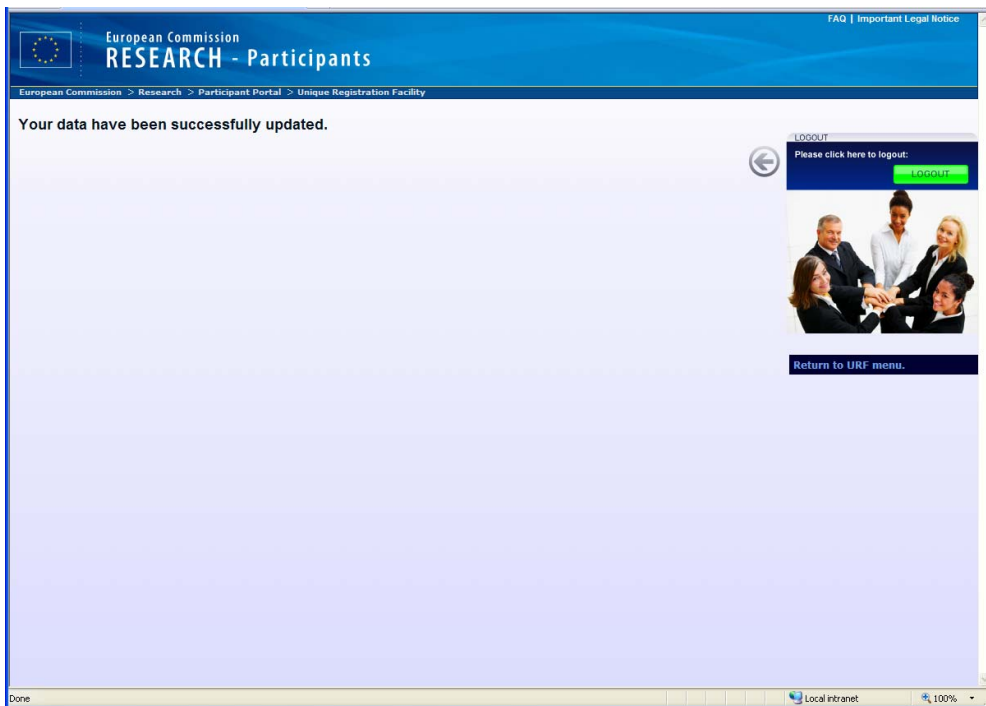 FAQ | Important Legal Notice
European Commission
RESEARCH - Participants
European Commission > Research > Participant Portal > Unique Registration Facility
Your data have been successfully updated.
LOGOUT
Please click here to logout:
LOGOUT
Return to URF menu.
Done
Local intranet
100%